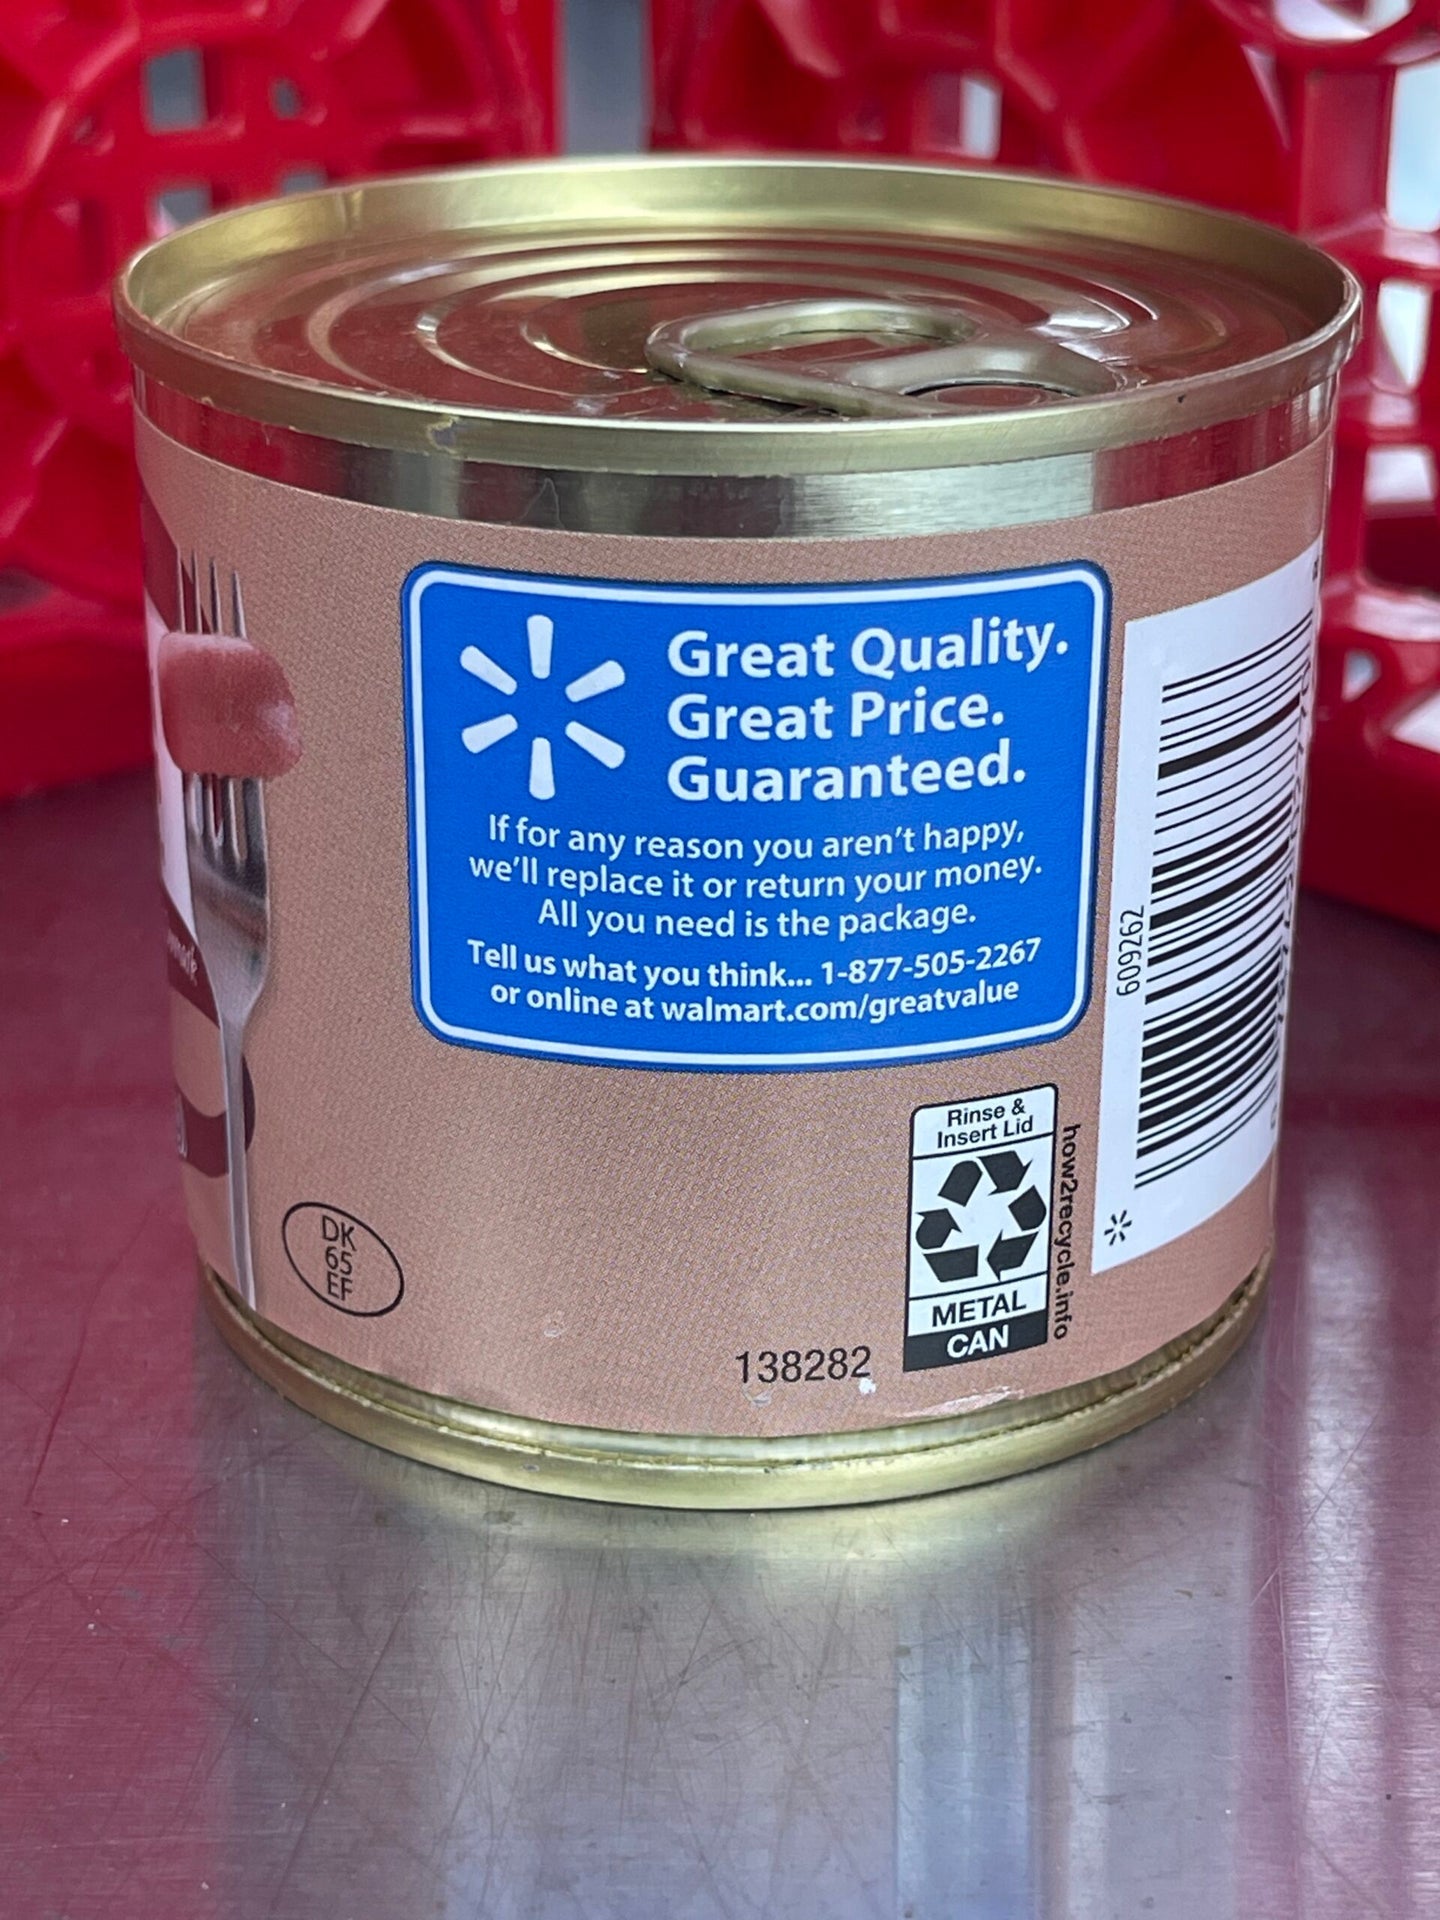 Great Quality.
Great Price.
Guaranteed.
If for any reason you aren't happy,
we'll replace it or return your money.
All you need is the package.
Tell us what you think... 1-877-505-2267
or online at walmart.com/greatvalue
609262
Rinse &
Insert Lid
METAL
CAN
how2recycle.info
DK
65
EF
138282